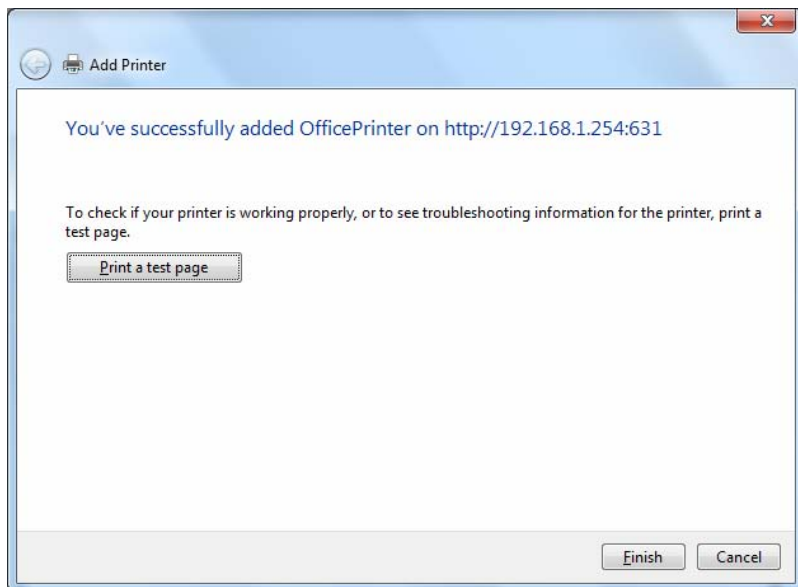 Add Printer
You've successfully added OfficePrinter on http://192.168.1.254:631
To check if your printer is working properly, or to see troubleshooting information for the printer, print a
test page.
Print a test page
Finish Cancel